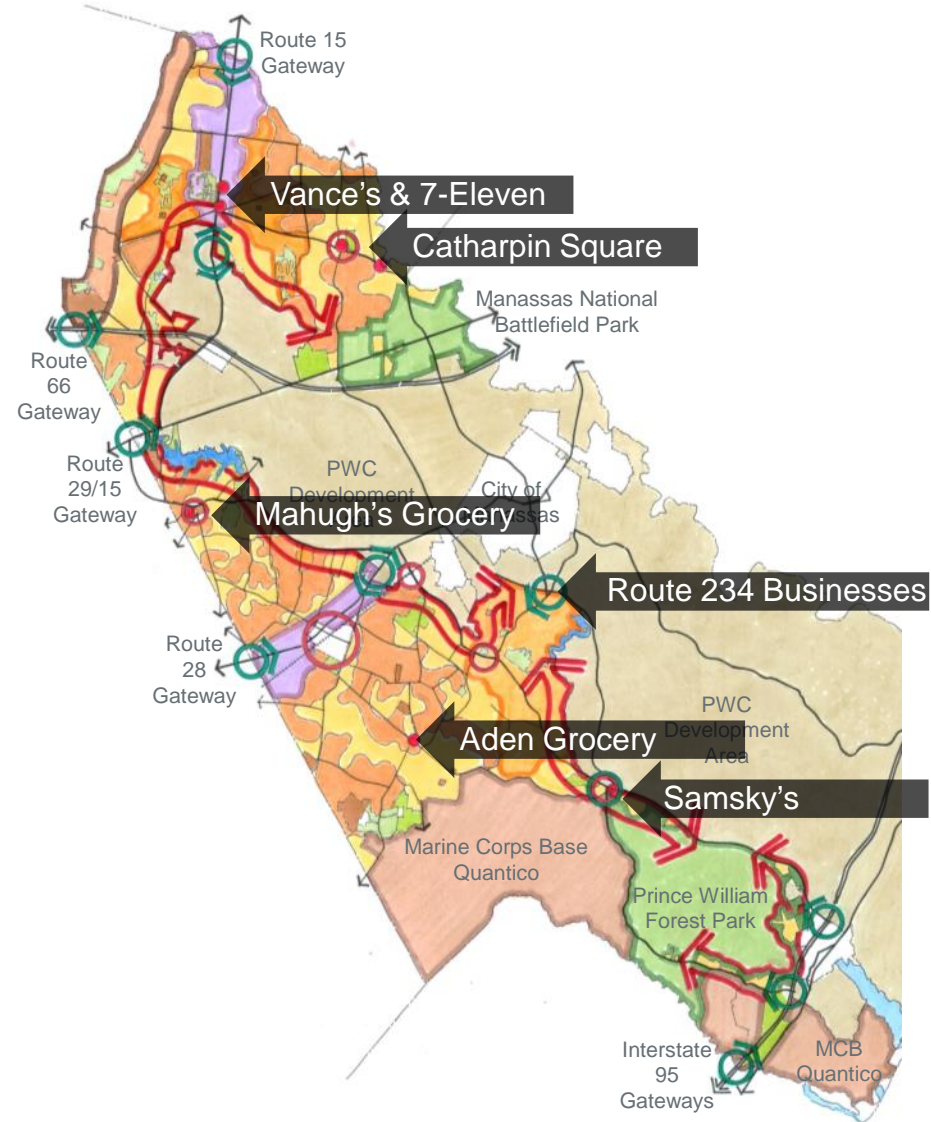 Route 15
Gateway
Vance's & 7-Eleven
Catharpin Square
Manassas National
Battlefield Park
Route
66
Gateway
Route
29/15
Gateway
PWC
Development
Mahugh's Grocery
City of
Route 234 Businesses
Route
28
Gateway
PWC
Development
Area
Aden Grocery
Samsky's
Marine Corps Base
Quantico
Prince William
Forest Park
Interstate
95
Gateways
MCB
Quantico